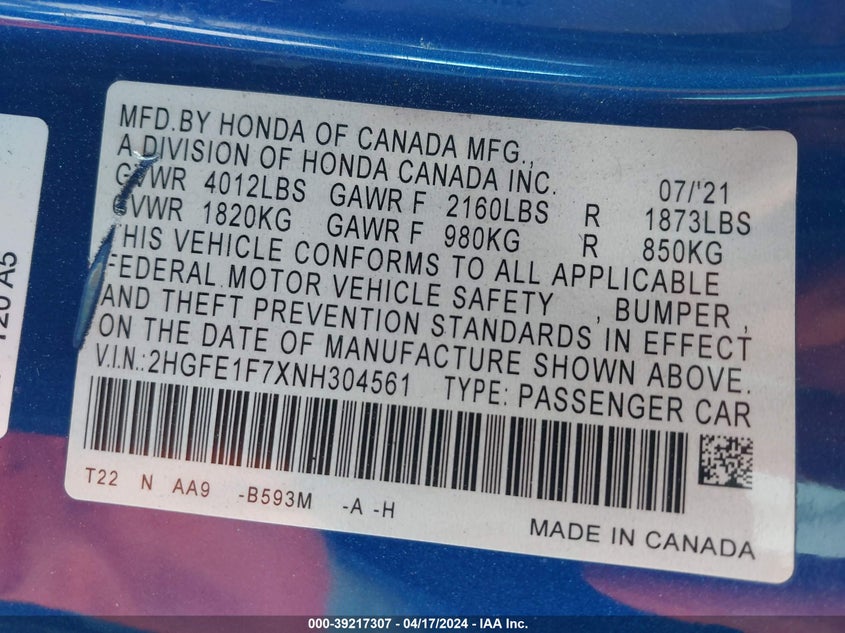 MFD.BY HONDA OF CANADA MFG.,
A DIVISION OF HONDA CANADA INC. 07/'21
GVWR 4012LBS GAWR F 2160LBS R 1873LBS
GVWR 1820KG GAWR F 980KG R 850KG
THIS VEHICLE CONFORMS TO ALL APPLICABLE
FEDERAL MOTOR VEHICLE SAFETY , BUMPER ,
AND THEFT PREVENTION STANDARDS IN EFFECT
ON THE DATE OF MANUFACTURE SHOWN ABOVE.
V.I.N.:2HGFE1F7XNH304561 TYPE: PASSENGER CAR
T22 N AA9 -B593M -A -H
MADE IN CANADA
120 A5
000-39217307 - 04/17/2024 - IAA Inc.